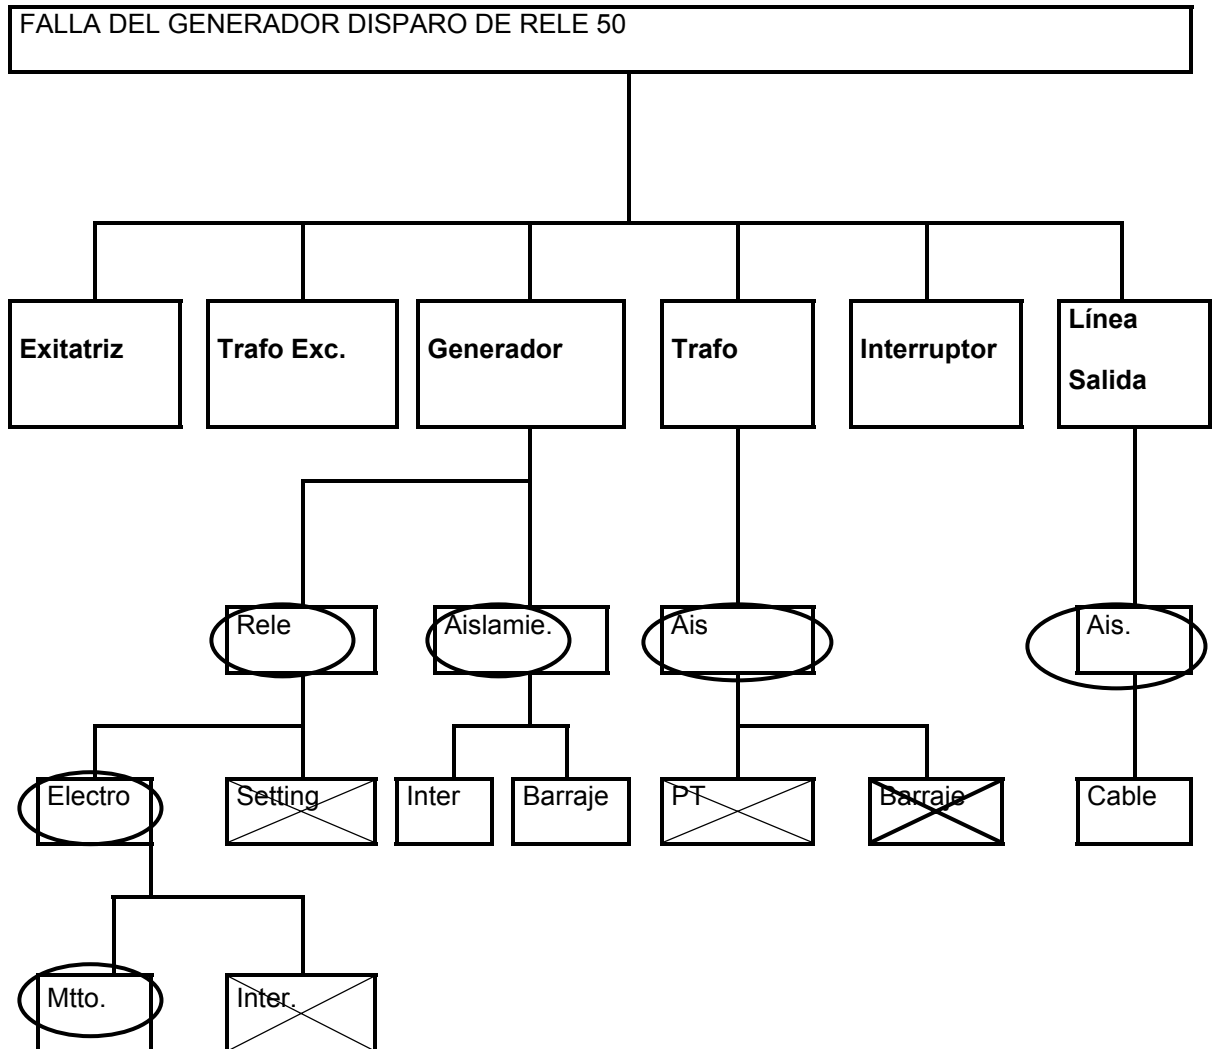 FALLA DEL GENERADOR DISPARO DE RELE 50
Exitatriz
Trafo Exc.
Generador
Trafo
Interruptor
Línea
Salida
Rele
Aislamie.
Ais
Ais.
Electro
Setting
Inter
Barraje
PT
Barraje
Cable
Mtto.
Inter.